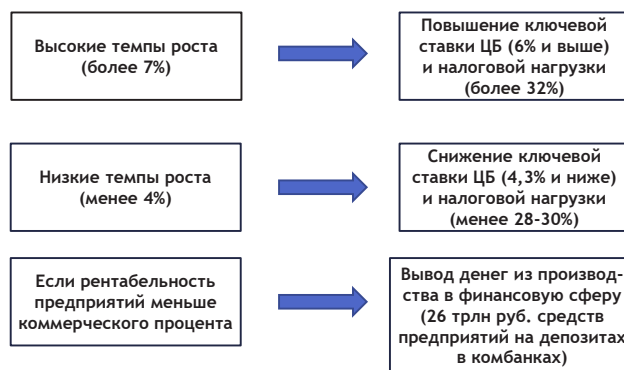 Высокие темпы роста
(более 7%)
Повышение ключевой
ставки ЦБ (6% и выше)
и налоговой нагрузки
(более 32%)
Низкие темпы роста
(менее 4%)
Снижение ключевой
ставки ЦБ (4,3% и ниже)
и налоговой нагрузки
(менее 28-30%)
Если рентабельность
предприятий меньше
коммерческого процента
Вывод денег из производ-
ства в финансовую сферу
(26 трлн руб. средств
предприятий на депозитах
в комбанках)